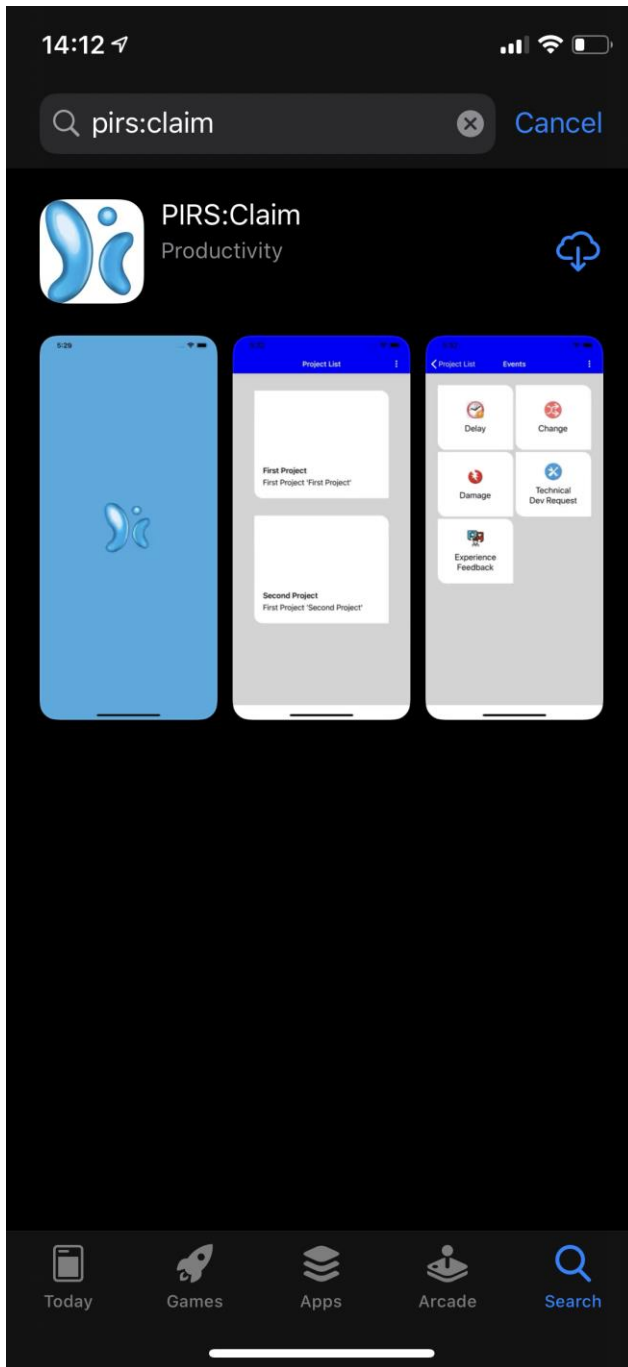 14:12
pirs:claim
Cancel
PIRS:Claim
Productivity
5:29
Project List
First Project
First Project 'First Project'
Second Project
First Project 'Second Project'
Project List Events
Delay Change
Damage Technical
Dev Request
Experience
Feedback
Today Games Apps Arcade Search